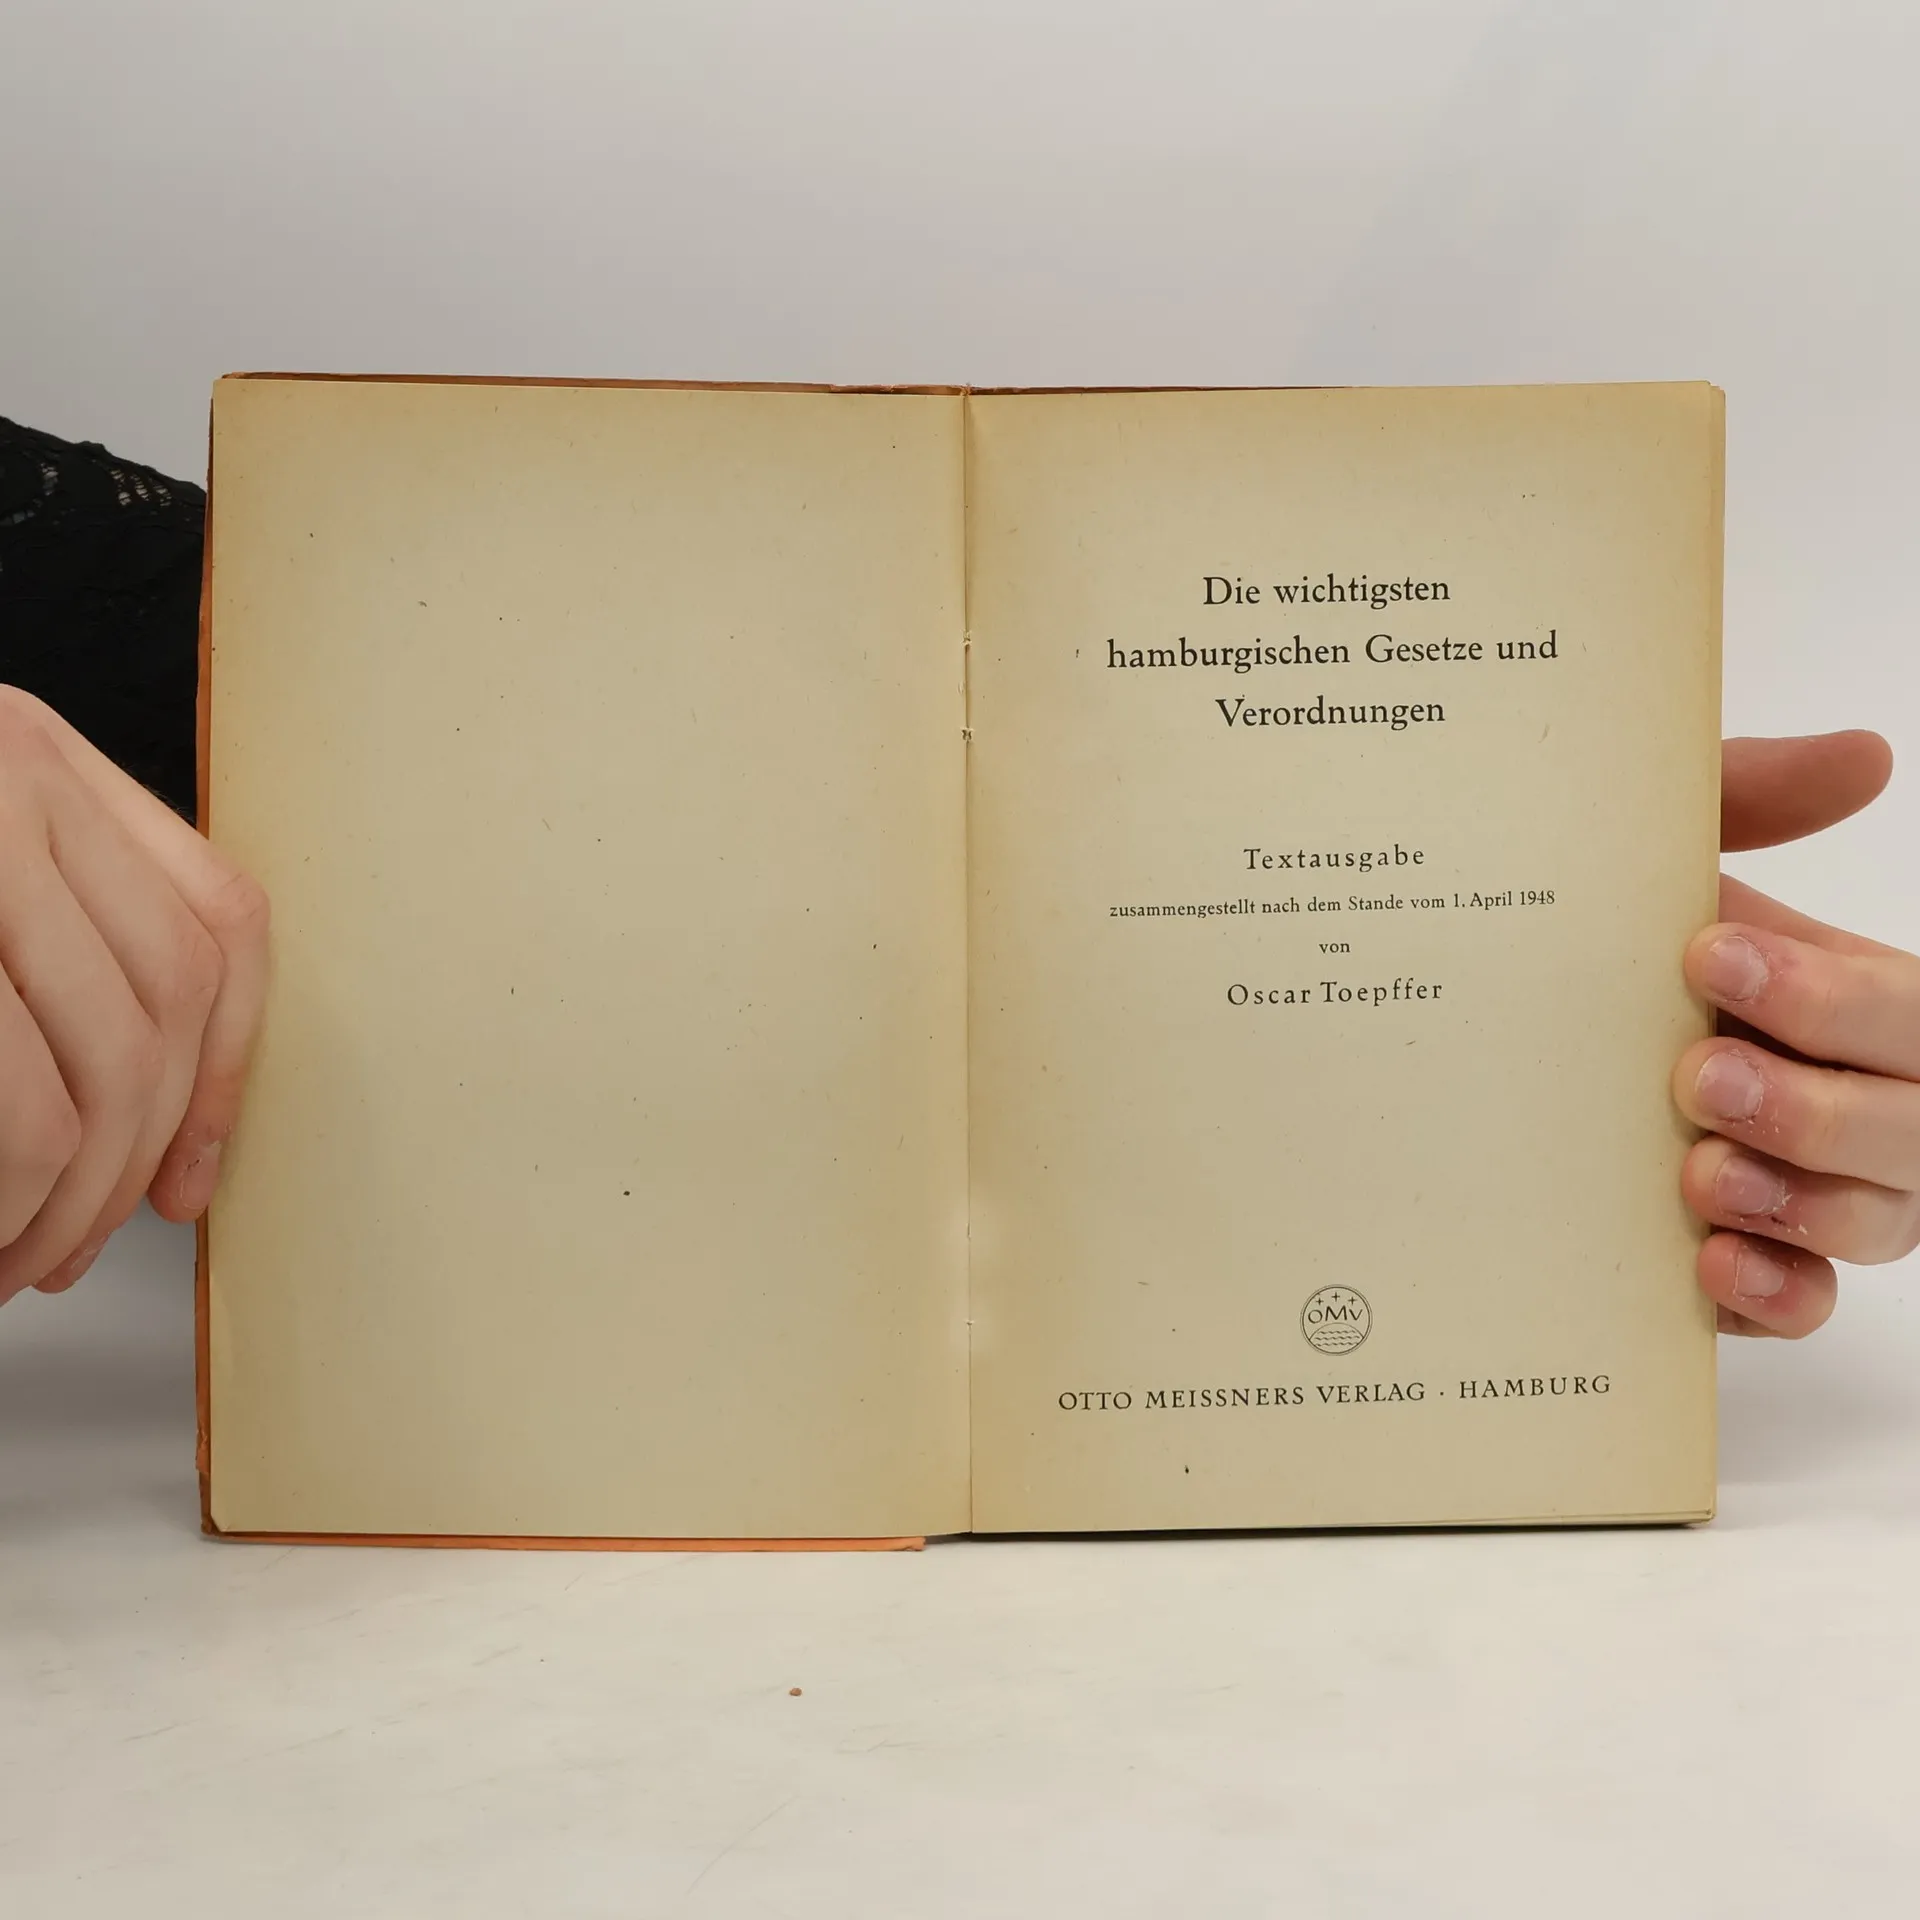 Die wichtigsten
hamburgischen Gesetze und
Verordnungen
Textausgabe
zusammengestellt nach dem Stande vom 1. April 1948
von
Oscar Toepffer
OMV
OTTO MEISSNERS VERLAG · HAMBURG